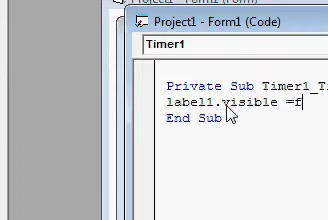 Project1 - Form1 (Form)
Project1 - Form1 (Code)
Timer1
Private Sub Timer1_Ti
label1.visible =f
End Sub